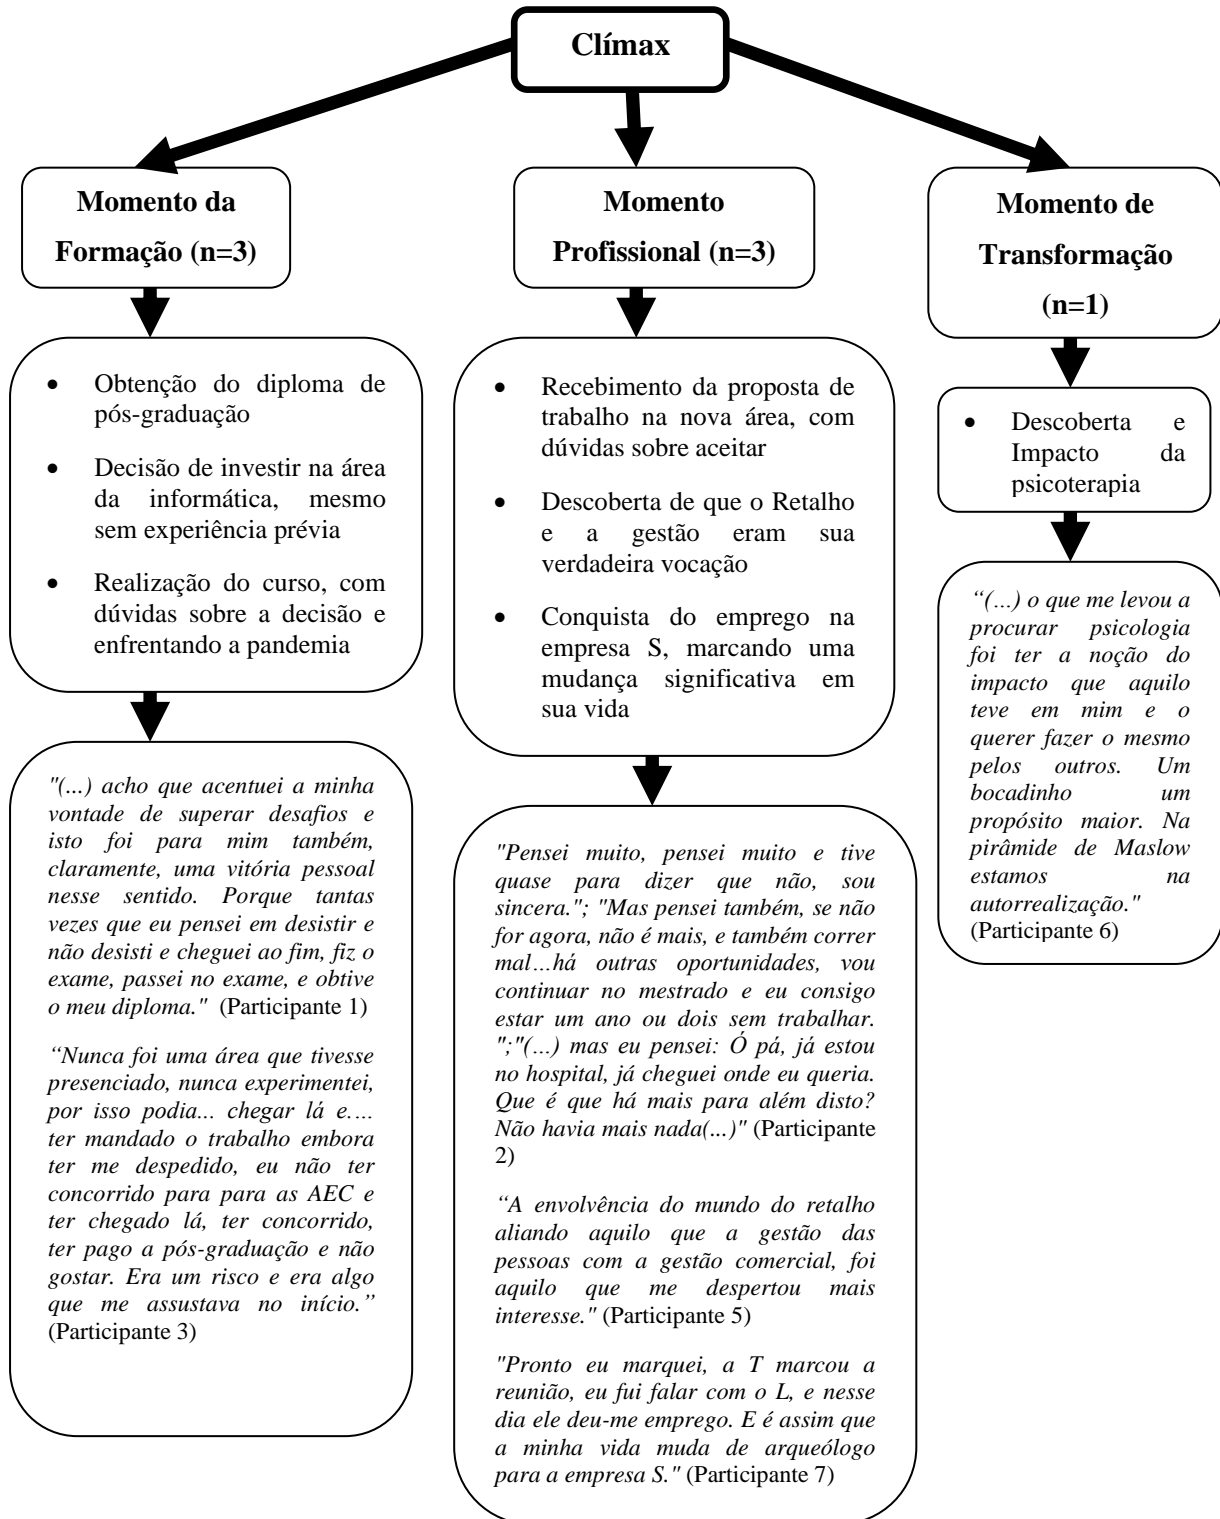 Clímax
Momento da
Formação (n=3)
Momento
Profissional (n=3)
Momento de
Transformação
(n=1)
• Obtenção do diploma de
pós-graduação
• Decisão de investir na área
da informática, mesmo
sem experiência prévia
• Realização do curso, com
dúvidas sobre a decisão e
enfrentando a pandemia
• Recebimento da proposta de
trabalho na nova área, com
dúvidas sobre aceitar
• Descoberta de que o Retalho
e a gestão eram sua
verdadeira vocação
• Conquista do emprego na
empresa S, marcando uma
mudança significativa em
sua vida
• Descoberta e
Impacto da
psicoterapia
"(...) acho que acentuei a minha
vontade de superar desafios e
isto foi para mim também,
claramente, uma vitória pessoal
nesse sentido. Porque tantas
vezes que eu pensei em desistir e
não desisti e cheguei ao fim, fiz o
exame, passei no exame, e obtive
o meu diploma." (Participante 1)
“Nunca foi uma área que tivesse
presenciado, nunca experimentei,
por isso podia... chegar lá e.…
ter mandado o trabalho embora
ter me despedido, eu não ter
concorrido para para as AEC e
ter chegado lá, ter concorrido,
ter pago a pós-graduação e não
gostar. Era um risco e era algo
que me assustava no início.”
(Participante 3)
"Pensei muito, pensei muito e tive
quase para dizer que não, sou
sincera."; "Mas pensei também, se não
for agora, não é mais, e também correr
mal…há outras oportunidades, vou
continuar no mestrado e eu consigo
estar um ano ou dois sem trabalhar.
";"(...) mas eu pensei: Ó pá, já estou
no hospital, já cheguei onde eu queria.
Que é que há mais para além disto?
Não havia mais nada(...)" (Participante
2)
“A envolvência do mundo do retalho
aliando aquilo que a gestão das
pessoas com a gestão comercial, foi
aquilo que me despertou mais
interesse." (Participante 5)
"Pronto eu marquei, a T marcou a
reunião, eu fui falar com o L, e nesse
dia ele deu-me emprego. E é assim que
a minha vida muda de arqueólogo
para a empresa S." (Participante 7)
“(...) o que me levou a
procurar psicologia
foi ter a noção do
impacto que aquilo
teve em mim e o
querer fazer o mesmo
pelos outros. Um
bocadinho um
propósito maior. Na
pirâmide de Maslow
estamos na
autorrealização."
(Participante 6)